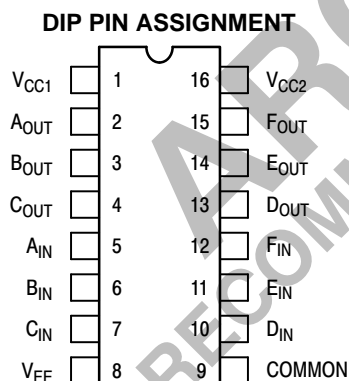 DIP PIN ASSIGNMENT
VCC1 1 16 VCC2
AOUT 2 15 FOUT
BOUT 3 14 EOUT
COUT 4 13 DOUT
AIN 5 12 FIN
BIN 6 11 EIN
CIN 7 10 DIN
VEE 8 9 COMMON